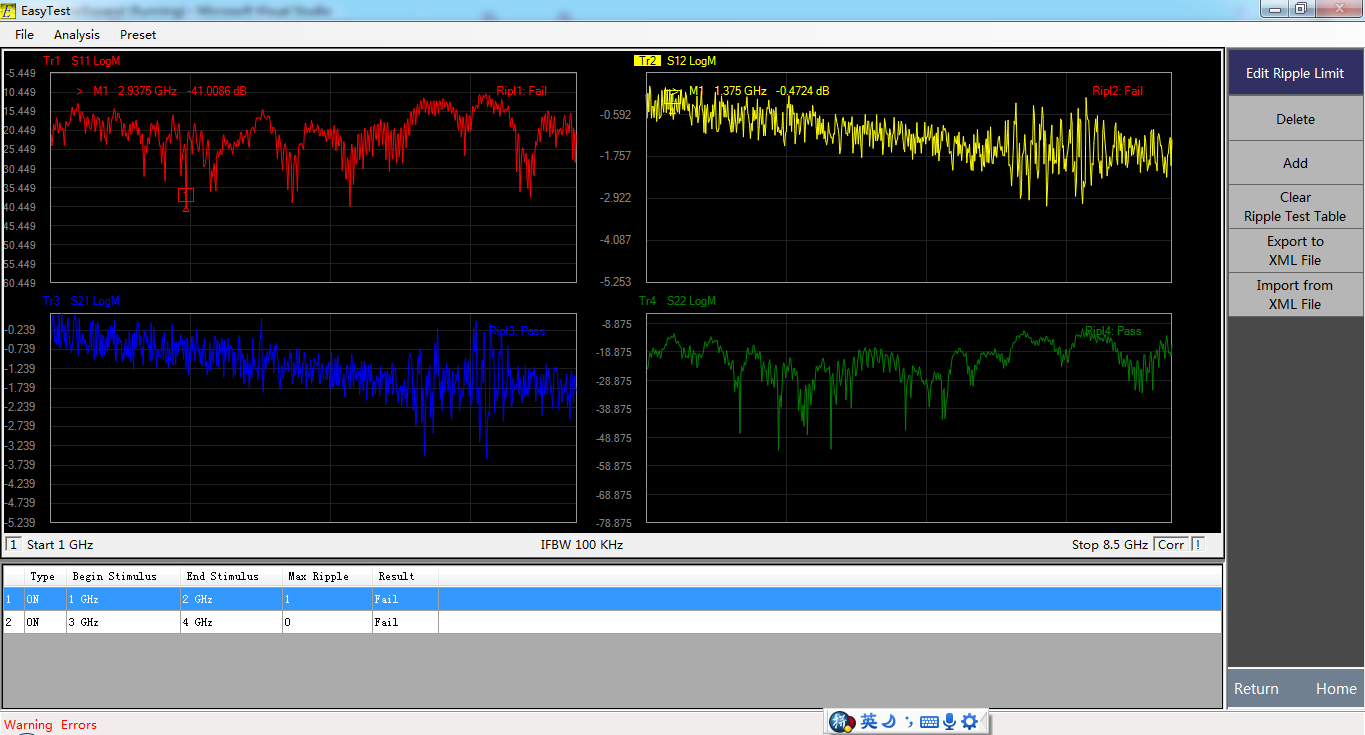 EasyTest
File Analysis Preset
Tr1 S11 LogM
-5.449
10.449
15.449
20.449
25.449
30.449
35.449
40.449
45.449
50.449
55.449
60.449
> M1 2.9375 GHz -41.0086 dB
Ripl1: Fail
Tr2 S12 LogM
-0.592
-1.757
-2.922
-4.087
-5.253
M1 1.375 GHz -0.4724 dB
Ripl2: Fail
Tr3 S21 LogM
-0.239
-0.739
-1.239
-1.739
-2.239
-2.739
-3.239
-3.739
-4.239
-4.739
-5.239
Ripl3: Pass
Tr4 S22 LogM
-8.875
-18.875
-28.875
-38.875
-48.875
-58.875
-68.875
-78.875
Ripl4: Pass
1 Start 1 GHz IFBW 100 KHz Stop 8.5 GHz Corr !
Type Begin Stimulus End Stimulus Max Ripple Result
1 ON 1 GHz 2 GHz 1 Fail
2 ON 3 GHz 4 GHz 0 Fail
Edit Ripple Limit
Delete
Add
Clear
Ripple Test Table
Export to
XML File
Import from
XML File
Return Home
Warning Errors
英